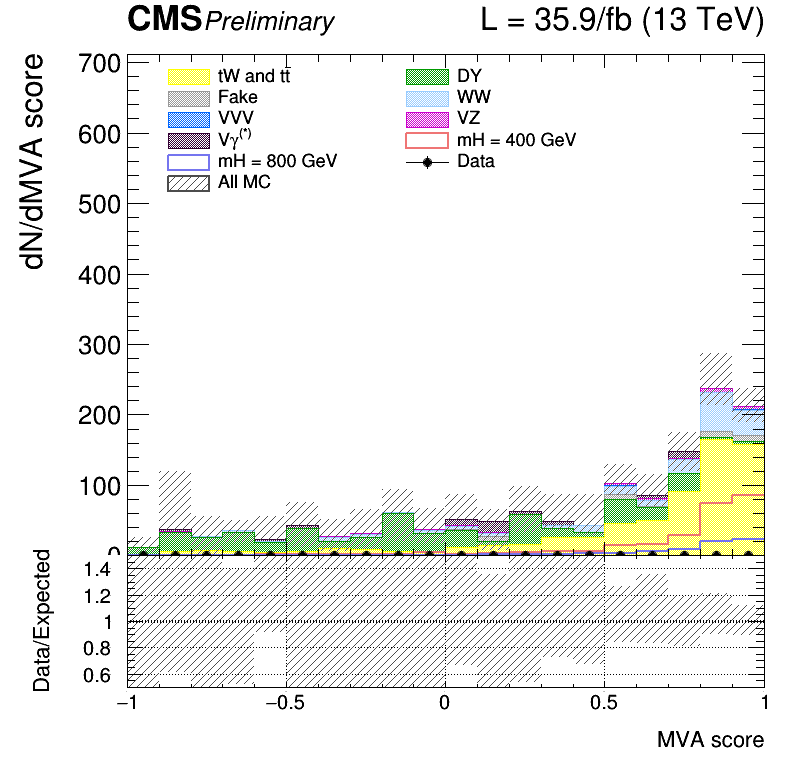 CMS Preliminary L = 35.9/fb (13 TeV)
dN/dMVA score
700
600
500
400
300
200
100
0
tW and tt̄
Fake
VVV
Vγ(*)
mH = 800 GeV
All MC
DY
WW
VZ
mH = 400 GeV
Data
Data/Expected
1.4
1.2
1
0.8
0.6
−1 −0.5 0 0.5 1
MVA score